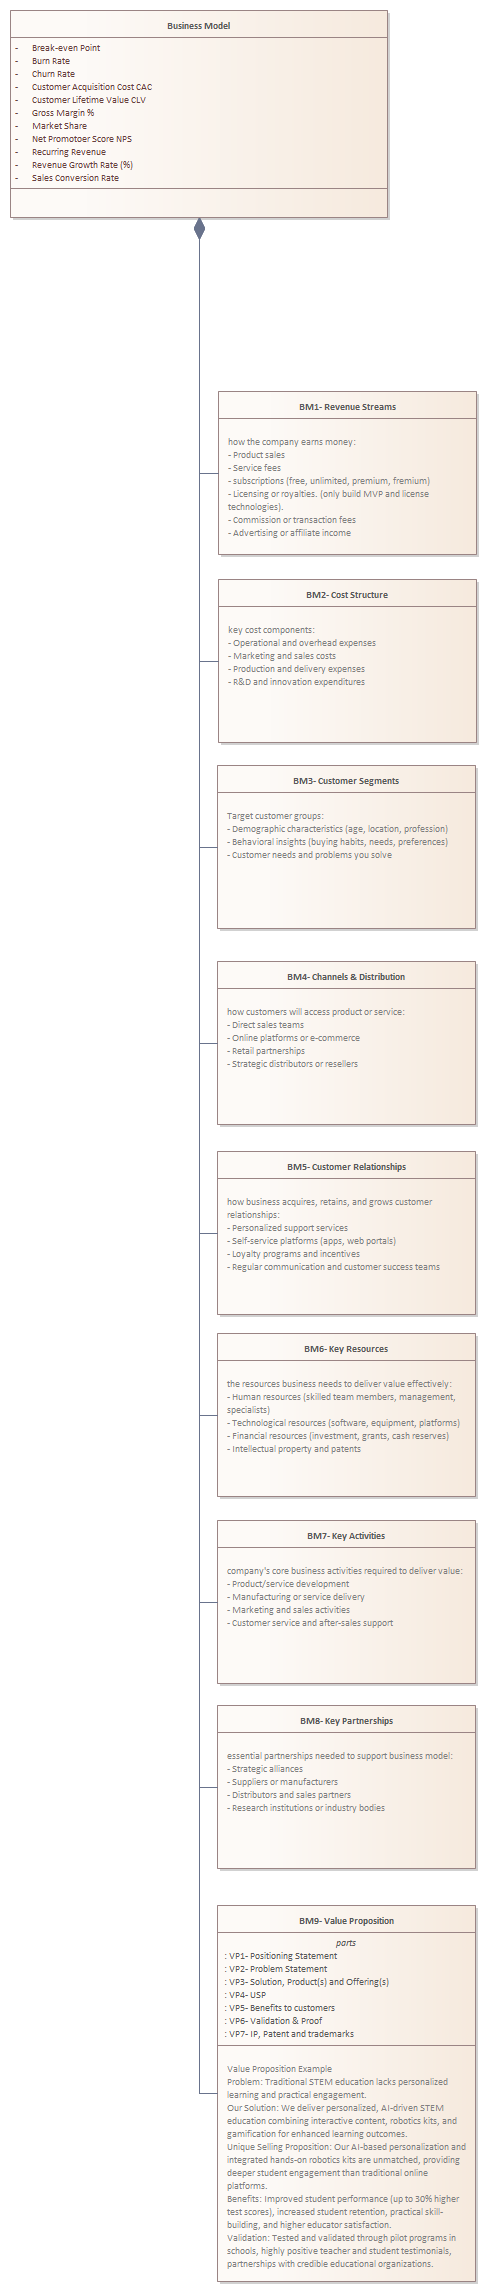 Business Model
- Break-even Point
- Burn Rate
- Churn Rate
- Customer Acquisition Cost CAC
- Customer Lifetime Value CLV
- Gross Margin %
- Market Share
- Net Promotoer Score NPS
- Recurring Revenue
- Revenue Growth Rate (%)
- Sales Conversion Rate
BM1- Revenue Streams
how the company earns money:
- Product sales
- Service fees
- subscriptions (free, unlimited, premium, fremium)
- Licensing or royalties. (only build MVP and license
technologies).
- Commission or transaction fees
- Advertising or affiliate income
BM2- Cost Structure
key cost components:
- Operational and overhead expenses
- Marketing and sales costs
- Production and delivery expenses
- R&D and innovation expenditures
BM3- Customer Segments
Target customer groups:
- Demographic characteristics (age, location, profession)
- Behavioral insights (buying habits, needs, preferences)
- Customer needs and problems you solve
BM4- Channels & Distribution
how customers will access product or service:
- Direct sales teams
- Online platforms or e-commerce
- Retail partnerships
- Strategic distributors or resellers
BM5- Customer Relationships
how business acquires, retains, and grows customer
relationships:
- Personalized support services
- Self-service platforms (apps, web portals)
- Loyalty programs and incentives
- Regular communication and customer success teams
BM6- Key Resources
the resources business needs to deliver value effectively:
- Human resources (skilled team members, management,
specialists)
- Technological resources (software, equipment, platforms)
- Financial resources (investment, grants, cash reserves)
- Intellectual property and patents
BM7- Key Activities
company's core business activities required to deliver value:
- Product/service development
- Manufacturing or service delivery
- Marketing and sales activities
- Customer service and after-sales support
BM8- Key Partnerships
essential partnerships needed to support business model:
- Strategic alliances
- Suppliers or manufacturers
- Distributors and sales partners
- Research institutions or industry bodies
BM9- Value Proposition
parts
: VP1- Positioning Statement
: VP2- Problem Statement
: VP3- Solution, Product(s) and Offering(s)
: VP4- USP
: VP5- Benefits to customers
: VP6- Validation & Proof
: VP7- IP, Patent and trademarks
Value Proposition Example
Problem: Traditional STEM education lacks personalized
learning and practical engagement.
Our Solution: We deliver personalized, AI-driven STEM
education combining interactive content, robotics kits, and
gamification for enhanced learning outcomes.
Unique Selling Proposition: Our AI-based personalization and
integrated hands-on robotics kits are unmatched, providing
deeper student engagement than traditional online
platforms.
Benefits: Improved student performance (up to 30% higher
test scores), increased student retention, practical skill-
building, and higher educator satisfaction.
Validation: Tested and validated through pilot programs in
schools, highly positive teacher and student testimonials,
partnerships with credible educational organizations.